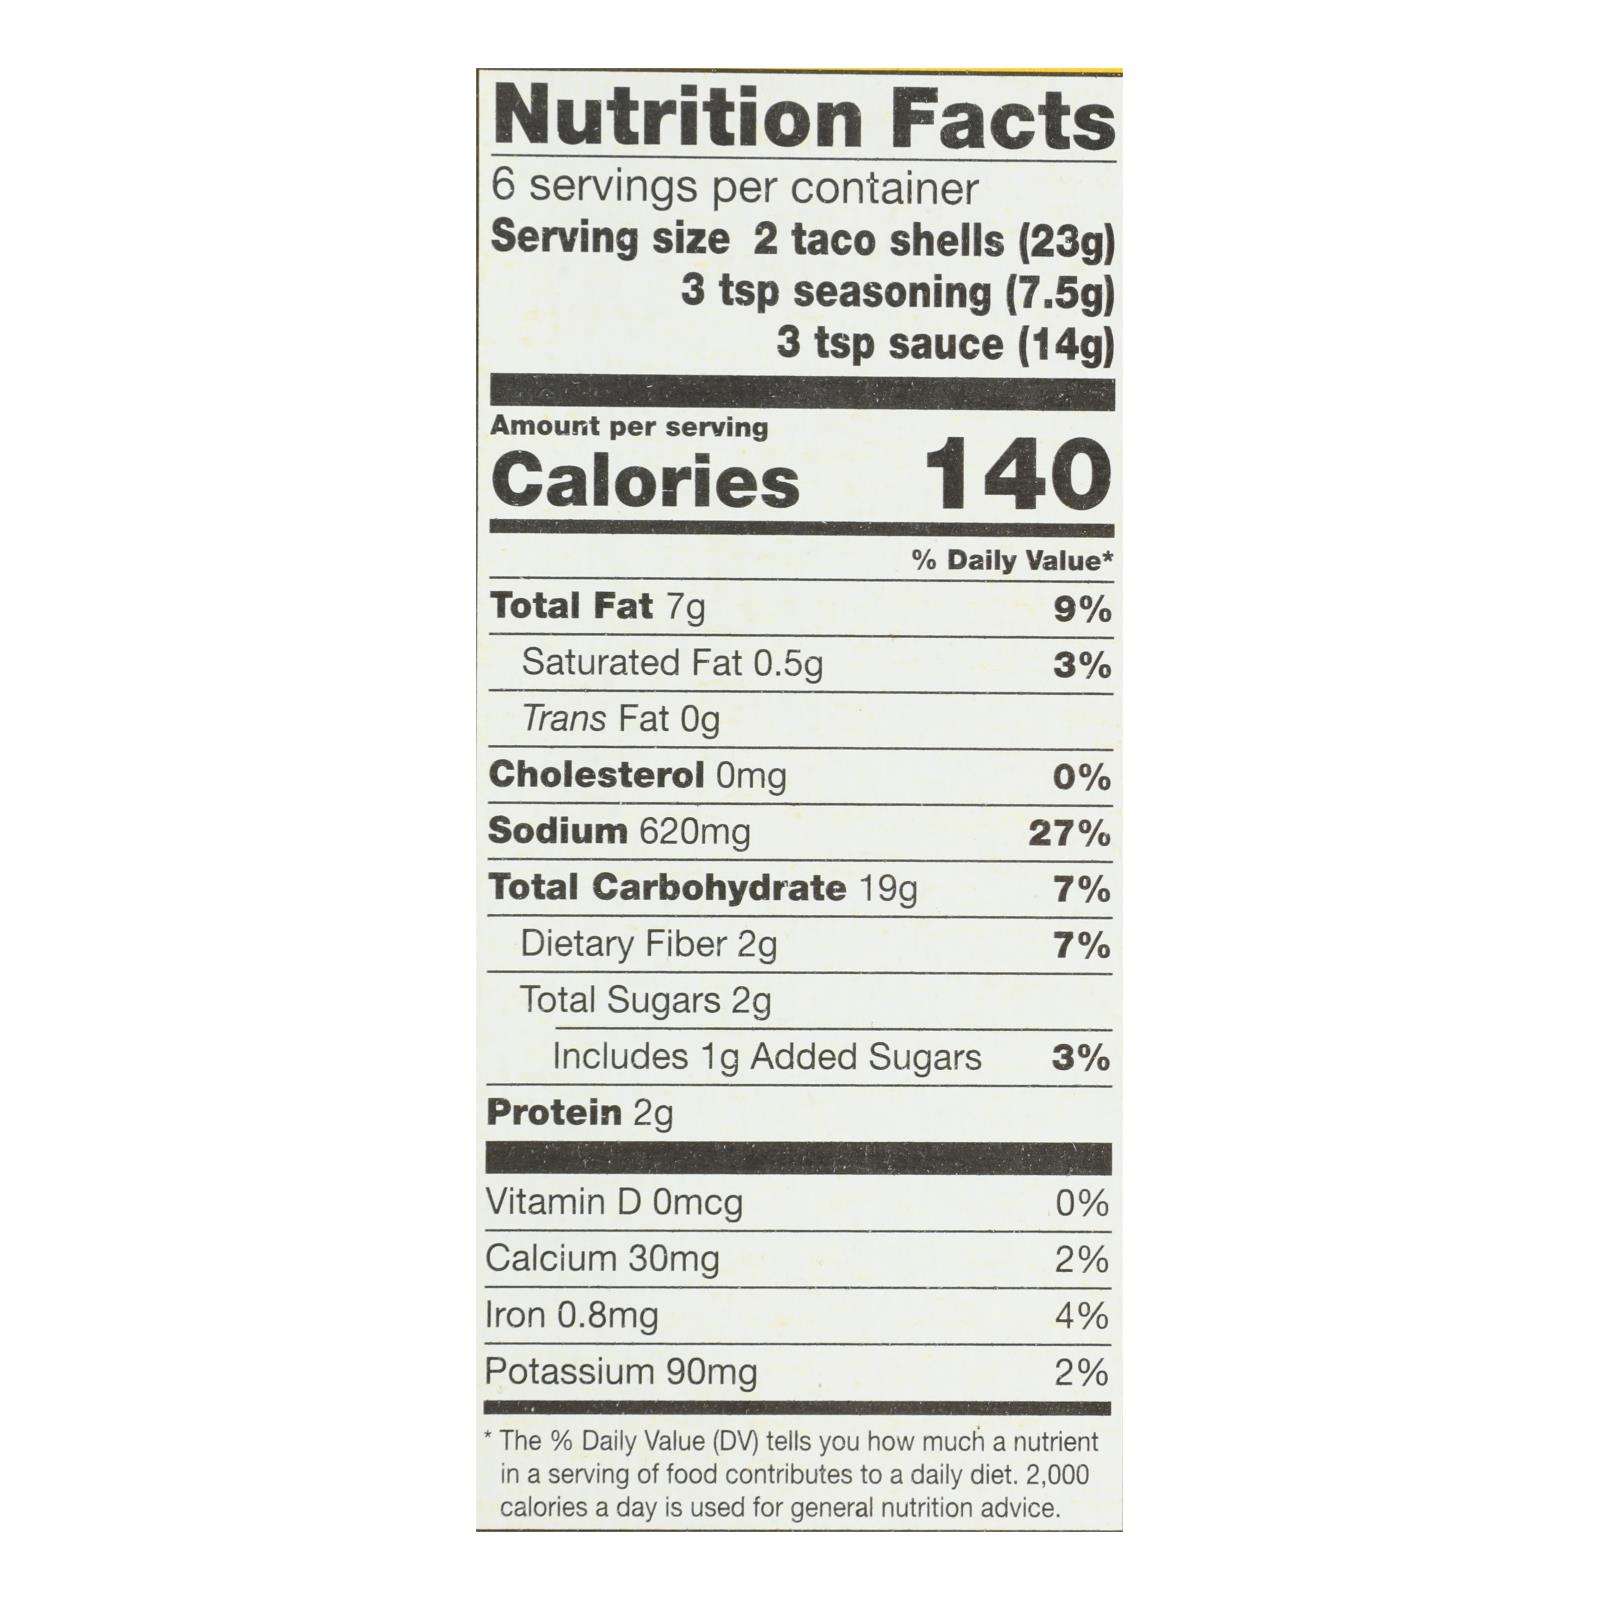 Nutrition Facts
6 servings per container
Serving size 2 taco shells (23g)
3 tsp seasoning (7.5g)
3 tsp sauce (14g)
Amount per serving
Calories 140
% Daily Value*
Total Fat 7g 9%
Saturated Fat 0.5g 3%
Trans Fat 0g
Cholesterol 0mg 0%
Sodium 620mg 27%
Total Carbohydrate 19g 7%
Dietary Fiber 2g 7%
Total Sugars 2g
Includes 1g Added Sugars 3%
Protein 2g
Vitamin D 0mcg 0%
Calcium 30mg 2%
Iron 0.8mg 4%
Potassium 90mg 2%
* The % Daily Value (DV) tells you how much a nutrient
in a serving of food contributes to a daily diet. 2,000
calories a day is used for general nutrition advice.